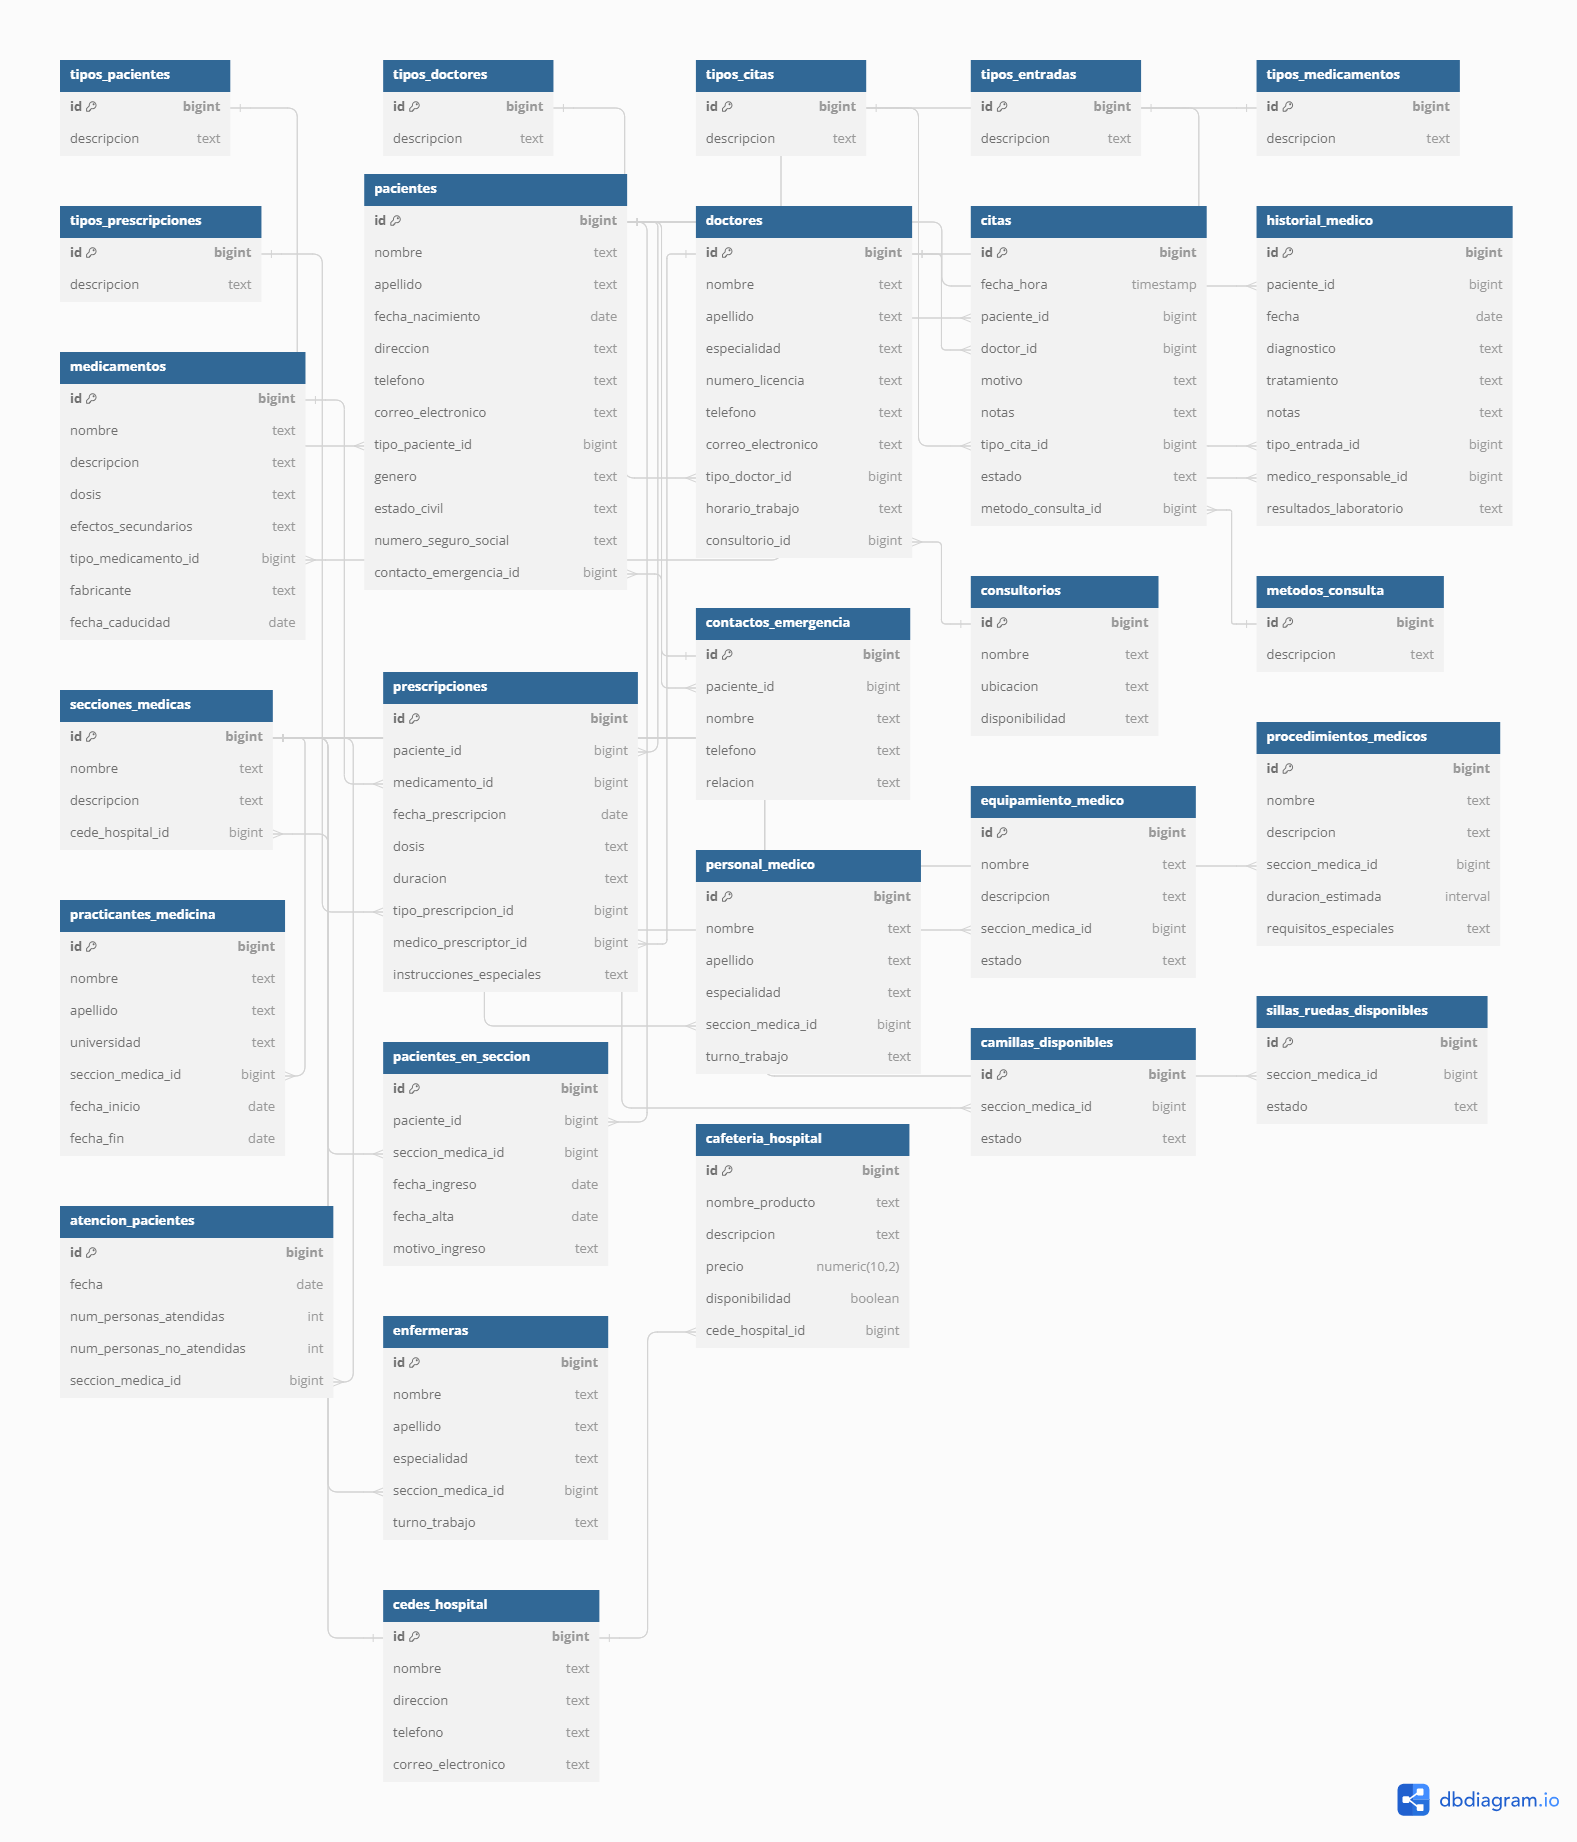 tipos_pacientes
id bigint
descripcion text
tipos_doctores
id bigint
descripcion text
tipos_citas
id bigint
descripcion text
tipos_entradas
id bigint
descripcion text
tipos_medicamentos
id bigint
descripcion text
tipos_prescripciones
id bigint
descripcion text
pacientes
id bigint
nombre text
apellido text
fecha_nacimiento date
direccion text
telefono text
correo_electronico text
tipo_paciente_id bigint
genero text
estado_civil text
numero_seguro_social text
contacto_emergencia_id bigint
doctores
id bigint
nombre text
apellido text
especialidad text
numero_licencia text
telefono text
correo_electronico text
tipo_doctor_id bigint
horario_trabajo text
consultorio_id bigint
citas
id bigint
fecha_hora timestamp
paciente_id bigint
doctor_id bigint
motivo text
notas text
tipo_cita_id bigint
estado text
metodo_consulta_id bigint
historial_medico
id bigint
paciente_id bigint
fecha date
diagnostico text
tratamiento text
notas text
tipo_entrada_id bigint
medico_responsable_id bigint
resultados_laboratorio text
medicamentos
id bigint
nombre text
descripcion text
dosis text
efectos_secundarios text
tipo_medicamento_id bigint
fabricante text
fecha_caducidad date
contactos_emergencia
id bigint
paciente_id bigint
nombre text
telefono text
relacion text
consultorios
id bigint
nombre text
ubicacion text
disponibilidad text
metodos_consulta
id bigint
descripcion text
secciones_medicas
id bigint
nombre text
descripcion text
cede_hospital_id bigint
prescripciones
id bigint
paciente_id bigint
medicamento_id bigint
fecha_prescripcion date
dosis text
duracion text
tipo_prescripcion_id bigint
medico_prescriptor_id bigint
instrucciones_especiales text
personal_medico
id bigint
nombre text
apellido text
especialidad text
seccion_medica_id bigint
turno_trabajo text
equipamiento_medico
id bigint
nombre text
descripcion text
seccion_medica_id bigint
estado text
procedimientos_medicos
id bigint
nombre text
descripcion text
seccion_medica_id bigint
duracion_estimada interval
requisitos_especiales text
practicantes_medicina
id bigint
nombre text
apellido text
universidad text
seccion_medica_id bigint
fecha_inicio date
fecha_fin date
pacientes_en_seccion
id bigint
paciente_id bigint
seccion_medica_id bigint
fecha_ingreso date
fecha_alta date
motivo_ingreso text
camillas_disponibles
id bigint
seccion_medica_id bigint
estado text
sillas_ruedas_disponibles
id bigint
seccion_medica_id bigint
estado text
cafeteria_hospital
id bigint
nombre_producto text
descripcion text
precio numeric(10,2)
disponibilidad boolean
cede_hospital_id bigint
atencion_pacientes
id bigint
fecha date
num_personas_atendidas int
num_personas_no_atendidas int
seccion_medica_id bigint
enfermeras
id bigint
nombre text
apellido text
especialidad text
seccion_medica_id bigint
turno_trabajo text
cedes_hospital
id bigint
nombre text
direccion text
telefono text
correo_electronico text
dbdiagram.io